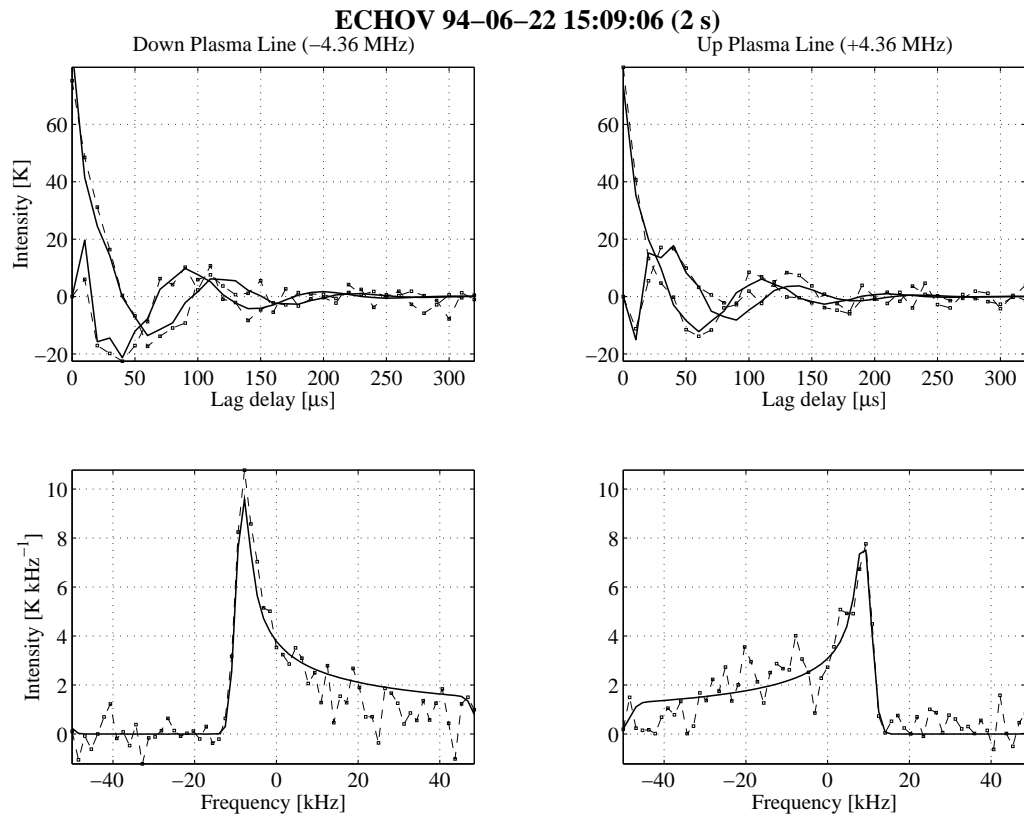 ECHOV 94−06−22 15:09:06 (2 s)
Down Plasma Line (−4.36 MHz)
Up Plasma Line (+4.36 MHz)
Intensity [K]
60
40
20
0
−20
0 50 100 150 200 250 300
Lag delay [μs]
60
40
20
0
−20
0 50 100 150 200 250 300
Lag delay [μs]
Intensity [K kHz⁻¹]
10
8
6
4
2
0
−40 −20 0 20 40
Frequency [kHz]
10
8
6
4
2
0
−40 −20 0 20 40
Frequency [kHz]